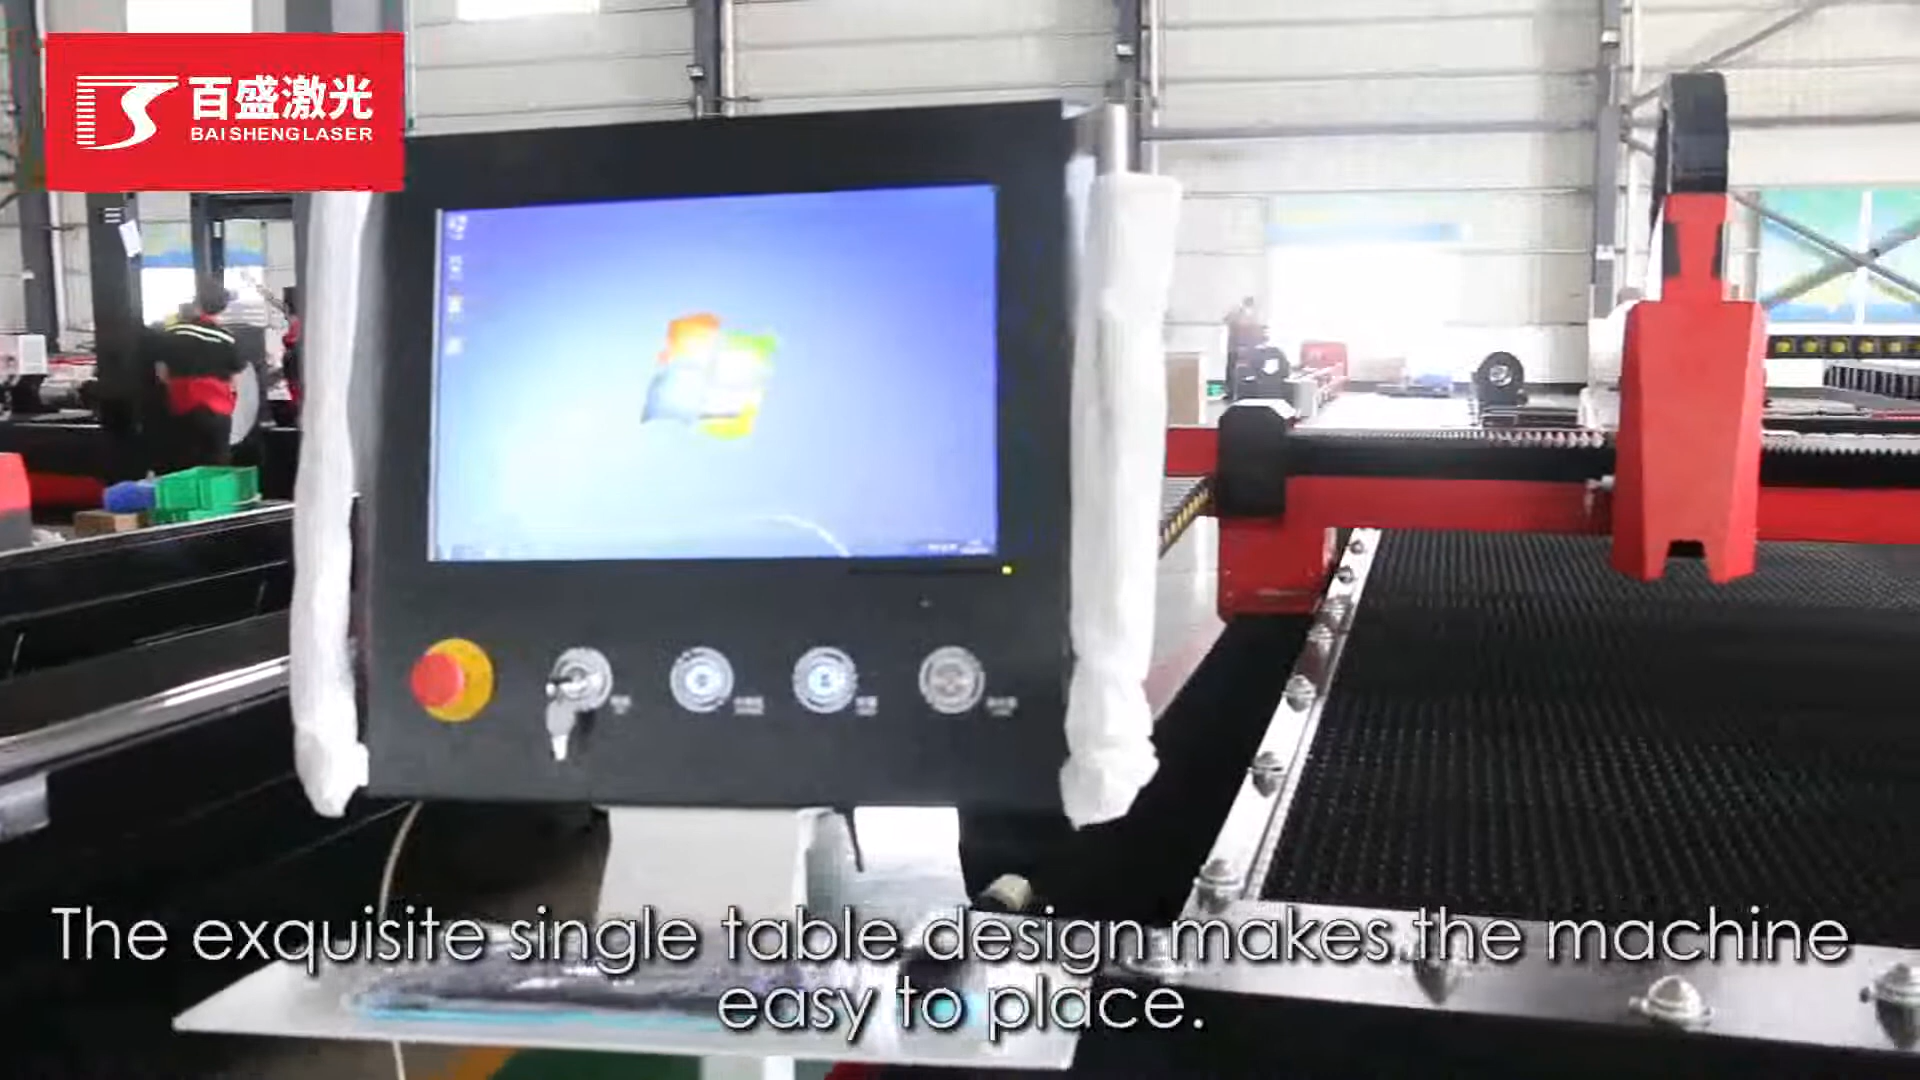 百盛激光
BAISHENGLASER
The exquisite single table design makes the machine
easy to place.